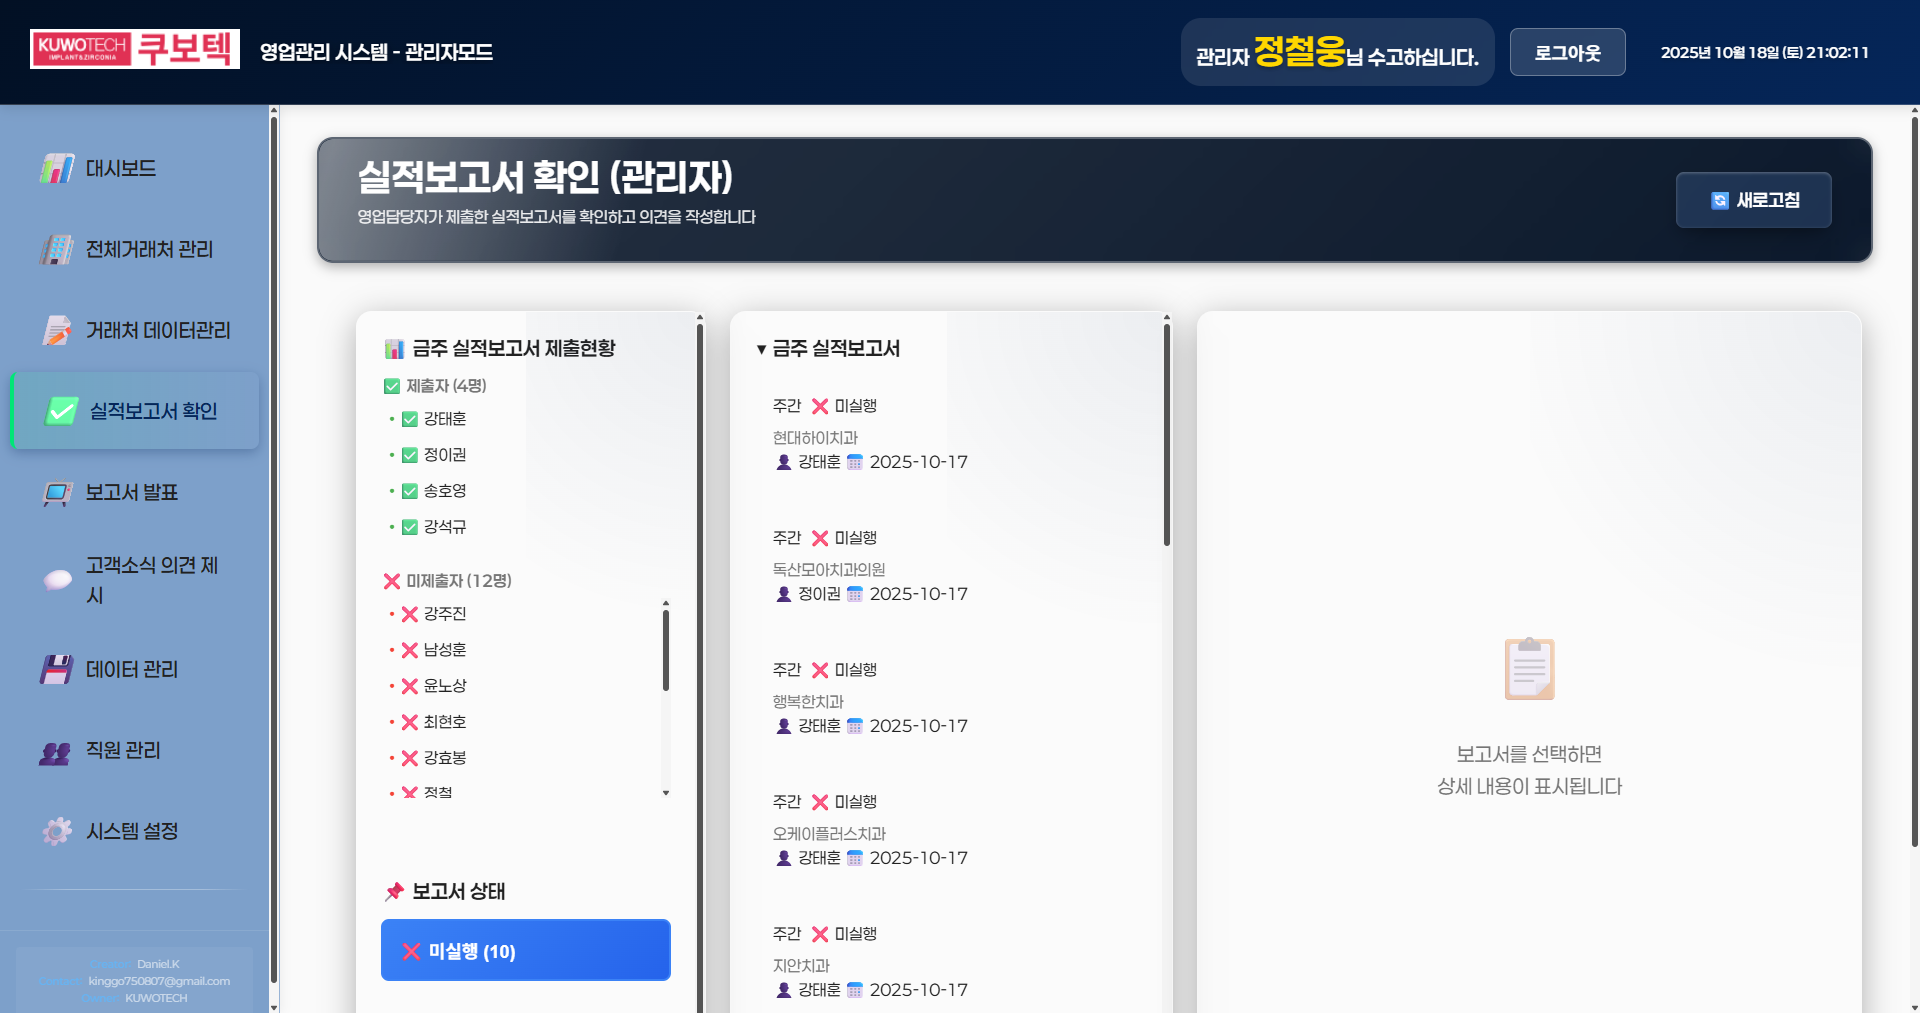 KUWOTECH
IMPLANT&ZIRCONIA
쿠보텍
영업관리 시스템 - 관리자모드
관리자 정철웅님 수고하십니다.
로그아웃
2025년 10월 18일 (토) 21:02:11
대시보드
전체거래처 관리
거래처 데이터관리
실적보고서 확인
보고서 발표
고객소식 의견 제
시
데이터 관리
직원 관리
시스템 설정
Daniel.K
kinggo750807@gmail.com
KUWOTECH
실적보고서 확인 (관리자)
영업담당자가 제출한 실적보고서를 확인하고 의견을 작성합니다
새로고침
금주 실적보고서 제출현황
제출자 (4명)
• 강태훈
• 정이권
• 송호영
• 강석규
미제출자 (12명)
• 강주진
• 남성훈
• 윤노상
• 최현호
• 강효봉
• 정철
보고서 상태
미실행 (10)
▼ 금주 실적보고서
주간 ❌ 미실행
현대하이치과
강태훈 2025-10-17
주간 ❌ 미실행
독산모아치과의원
정이권 2025-10-17
주간 ❌ 미실행
행복한치과
강태훈 2025-10-17
주간 ❌ 미실행
오케이플러스치과
강태훈 2025-10-17
주간 ❌ 미실행
지안치과
강태훈 2025-10-17
보고서를 선택하면
상세 내용이 표시됩니다